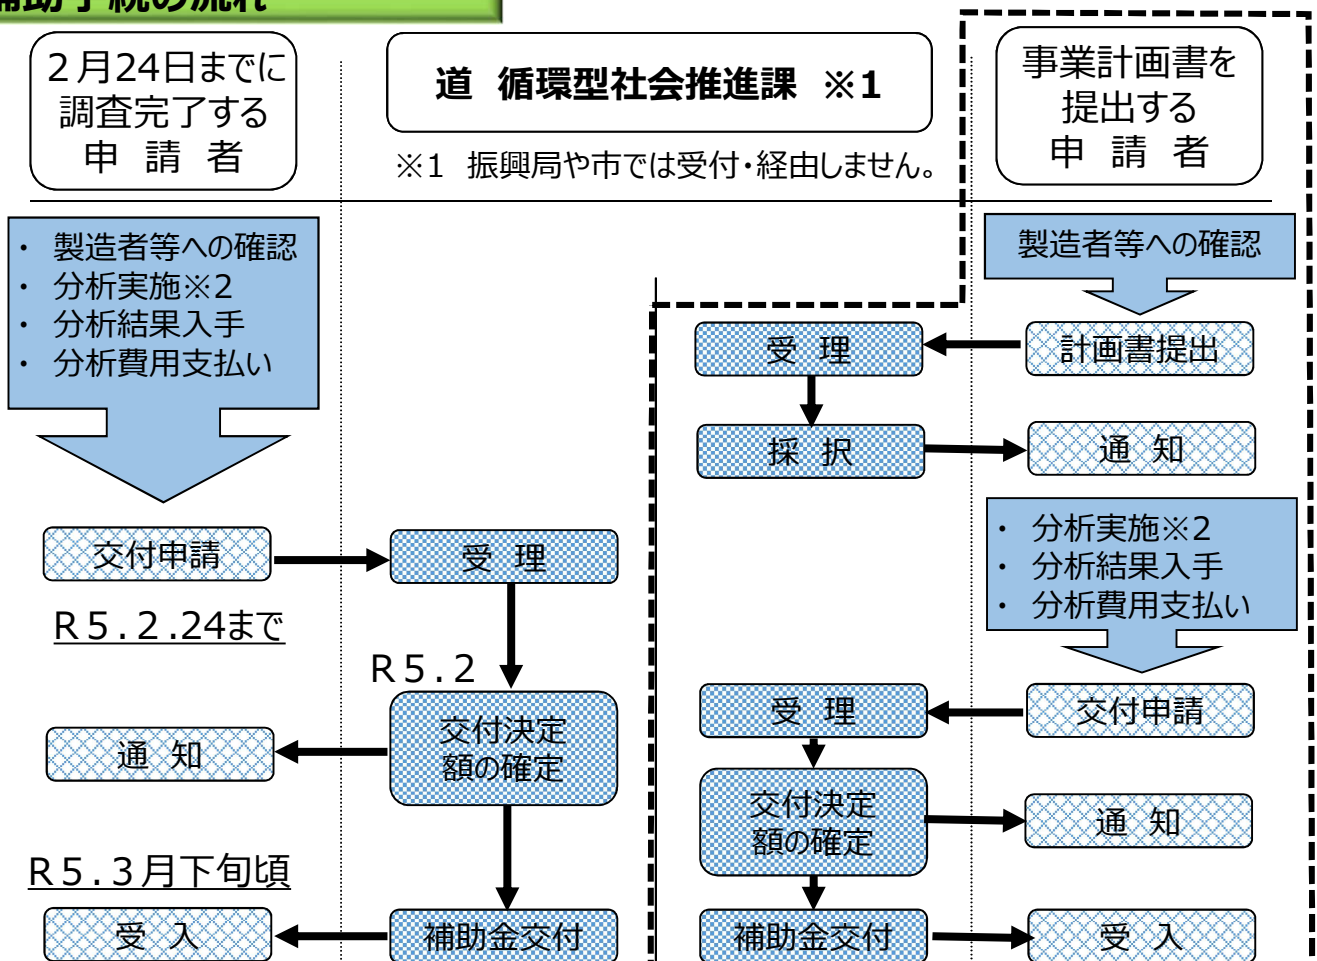 補助手続の流れ
２月24日までに
調査完了する
申 請 者
道 循環型社会推進課 ※1
※1 振興局や市では受付・経由しません。
事業計画書を
提出する
申 請 者
・ 製造者等への確認
・ 分析実施※2
・ 分析結果入手
・ 分析費用支払い
製造者等への確認
受 理
計画書提出
採 択
通 知
交付申請
受 理
・ 分析実施※2
・ 分析結果入手
・ 分析費用支払い
Ｒ５.２.24まで
Ｒ５.２
交付決定
額の確定
通 知
受 理
交付申請
交付決定
額の確定
通 知
Ｒ５.３月下旬頃
受 入
補助金交付
補助金交付
受 入